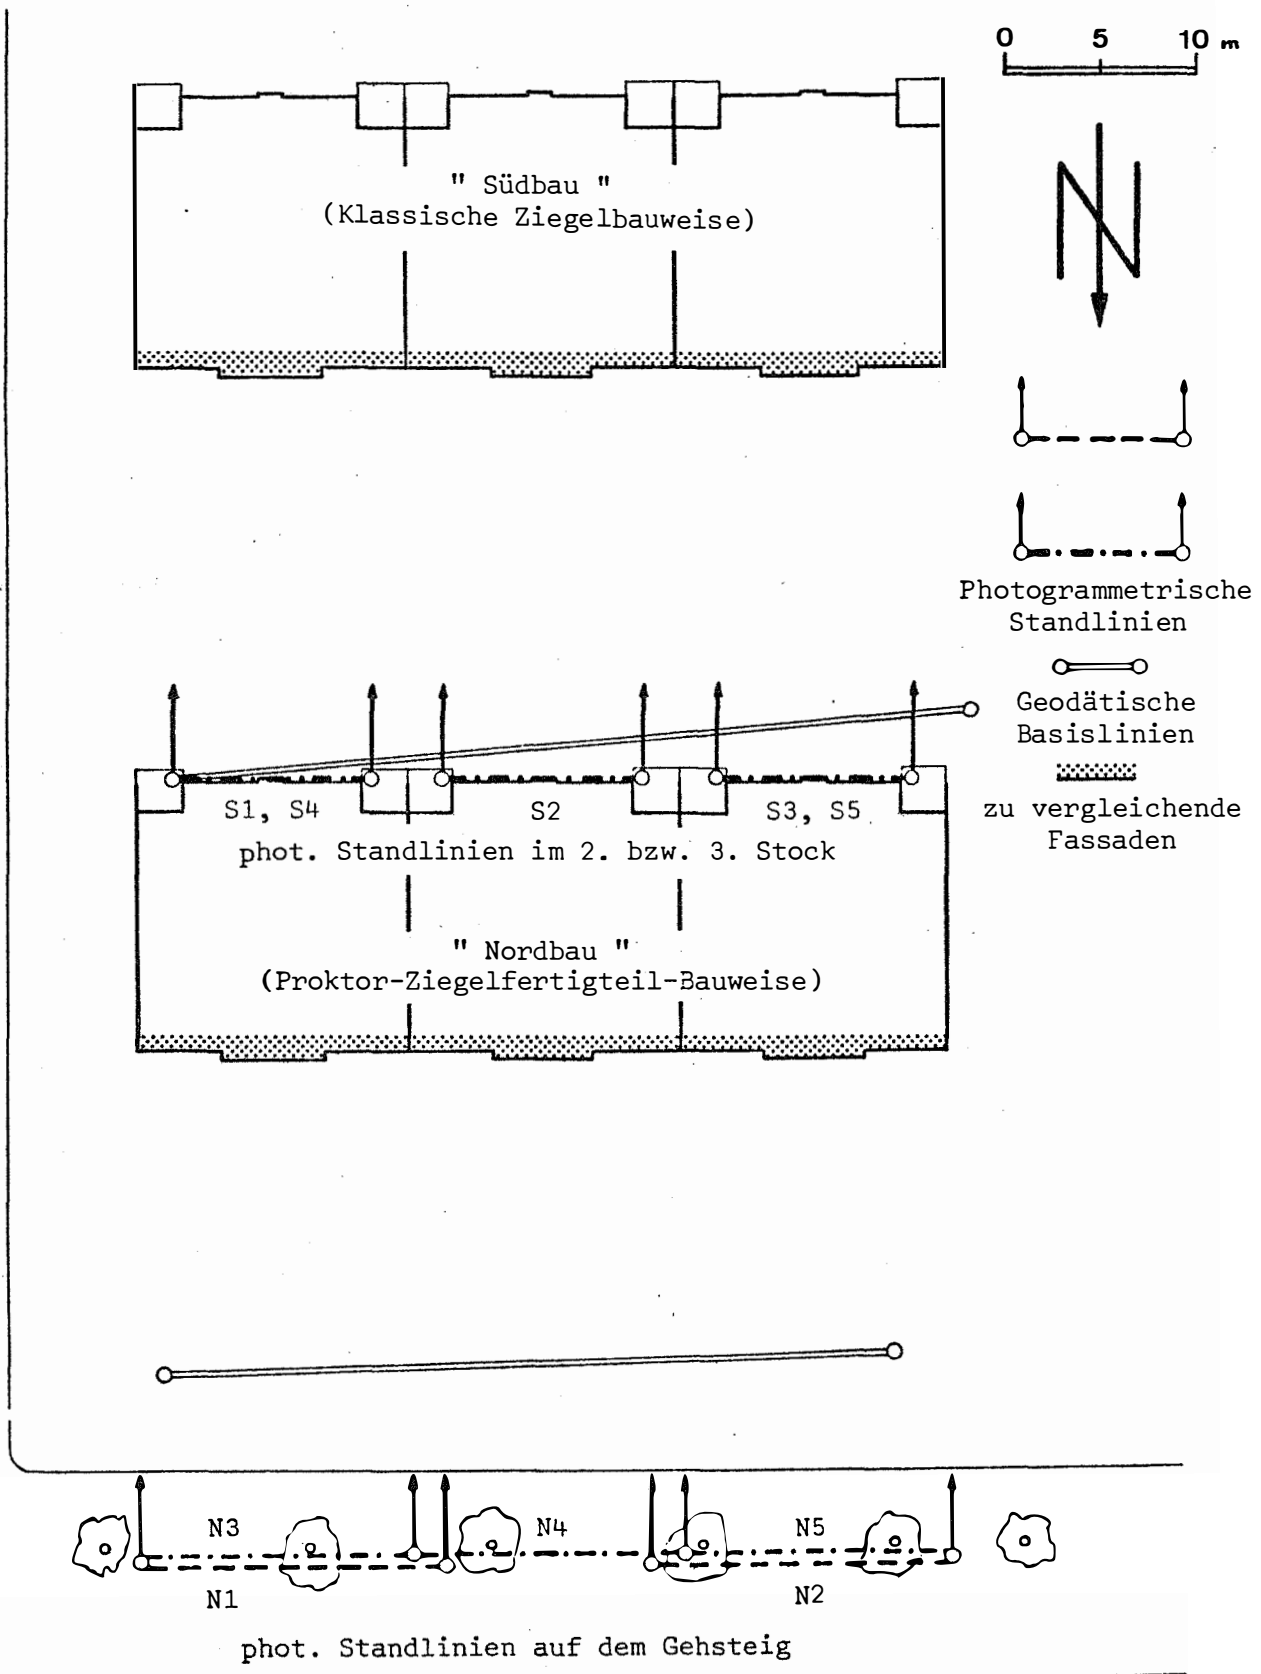 0 5 10 m
" Südbau "
(Klassische Ziegelbauweise)
N
Photogrammetrische
Standlinien
Geodätische
Basislinien
zu vergleichende
Fassaden
S1, S4 S2 S3, S5
phot. Standlinien im 2. bzw. 3. Stock
" Nordbau "
(Proktor-Ziegelfertigteil-Bauweise)
N3 N4 N5
N1 N2
phot. Standlinien auf dem Gehsteig